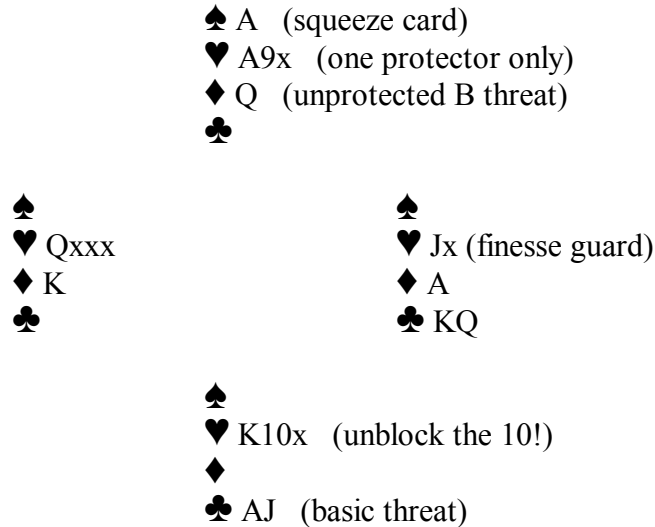 ♠ A (squeeze card)
♥ A9x (one protector only)
♦ Q (unprotected B threat)
♣
♠ ♠
♥ Qxxx ♥ Jx (finesse guard)
♦ K ♦ A
♣ ♣ KQ
♠
♥ K10x (unblock the 10!)
♦
♣ AJ (basic threat)